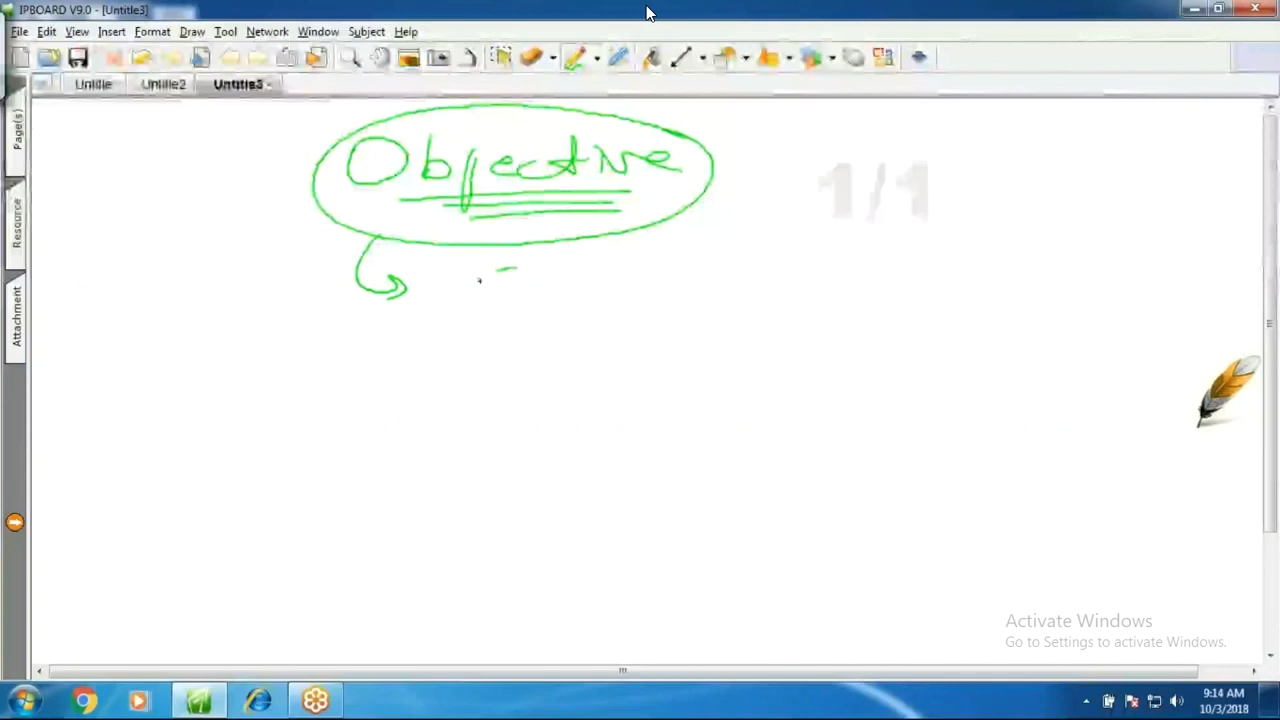 IPBOARD V9.0 - [Untitle3]
File Edit View Insert Format Draw Tool Network Window Subject Help
Untitle Untitle2 Untitle3
Page(s)
Resource
Attachment
Objective
1/1
Activate Windows
Go to Settings to activate Windows.
9:14 AM
10/3/2018